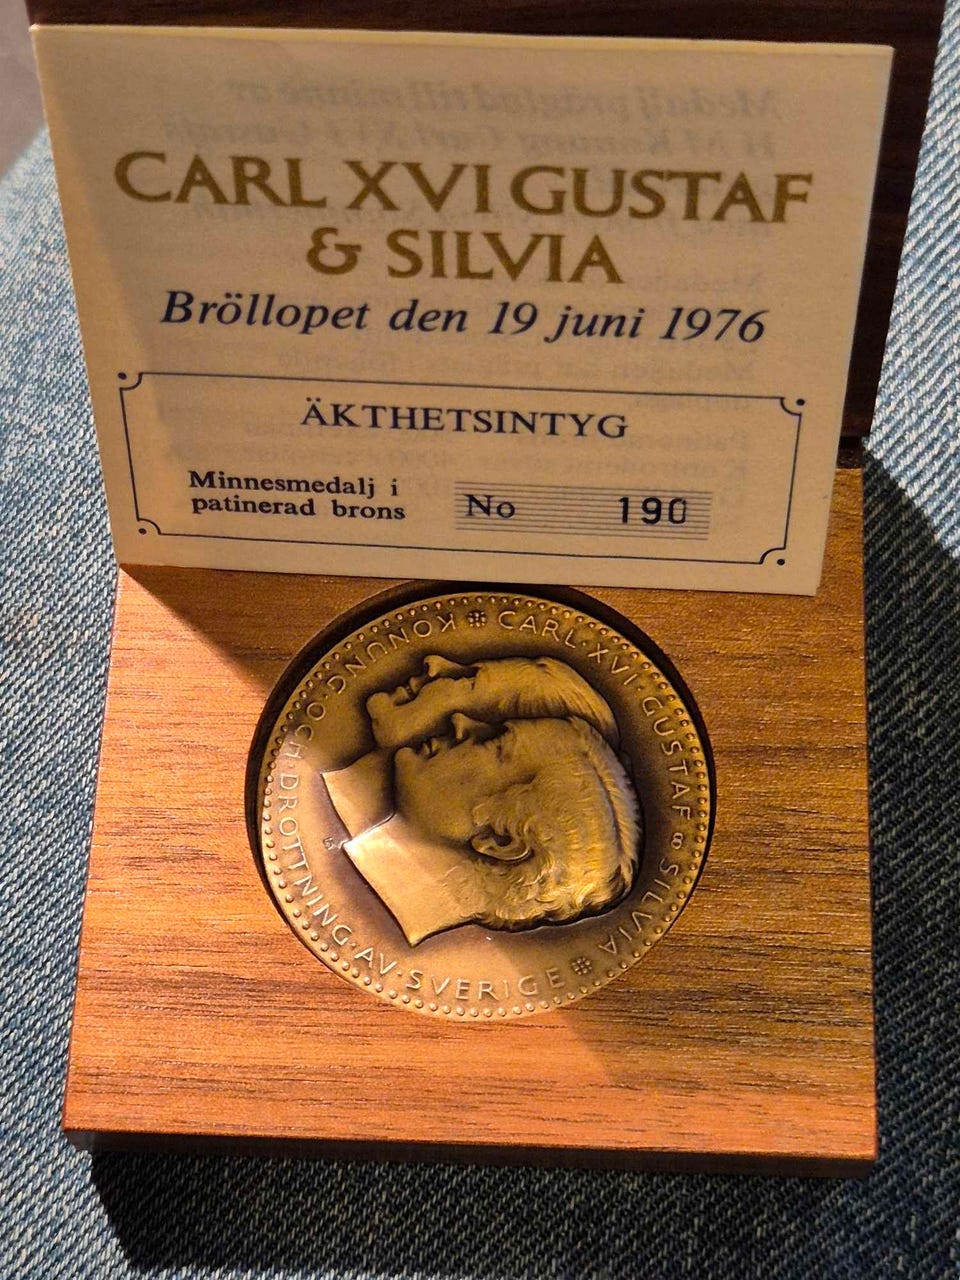 CARL XVI GUSTAF
& SILVIA
Bröllopet den 19 juni 1976
ÄKTHETSINTYG
Minnesmedalj i
patinerad brons
No 190
CARL·XVI·GUSTAF & SILVIA
KONUNG·OCH·DROTTNING·AV·SVERIGE